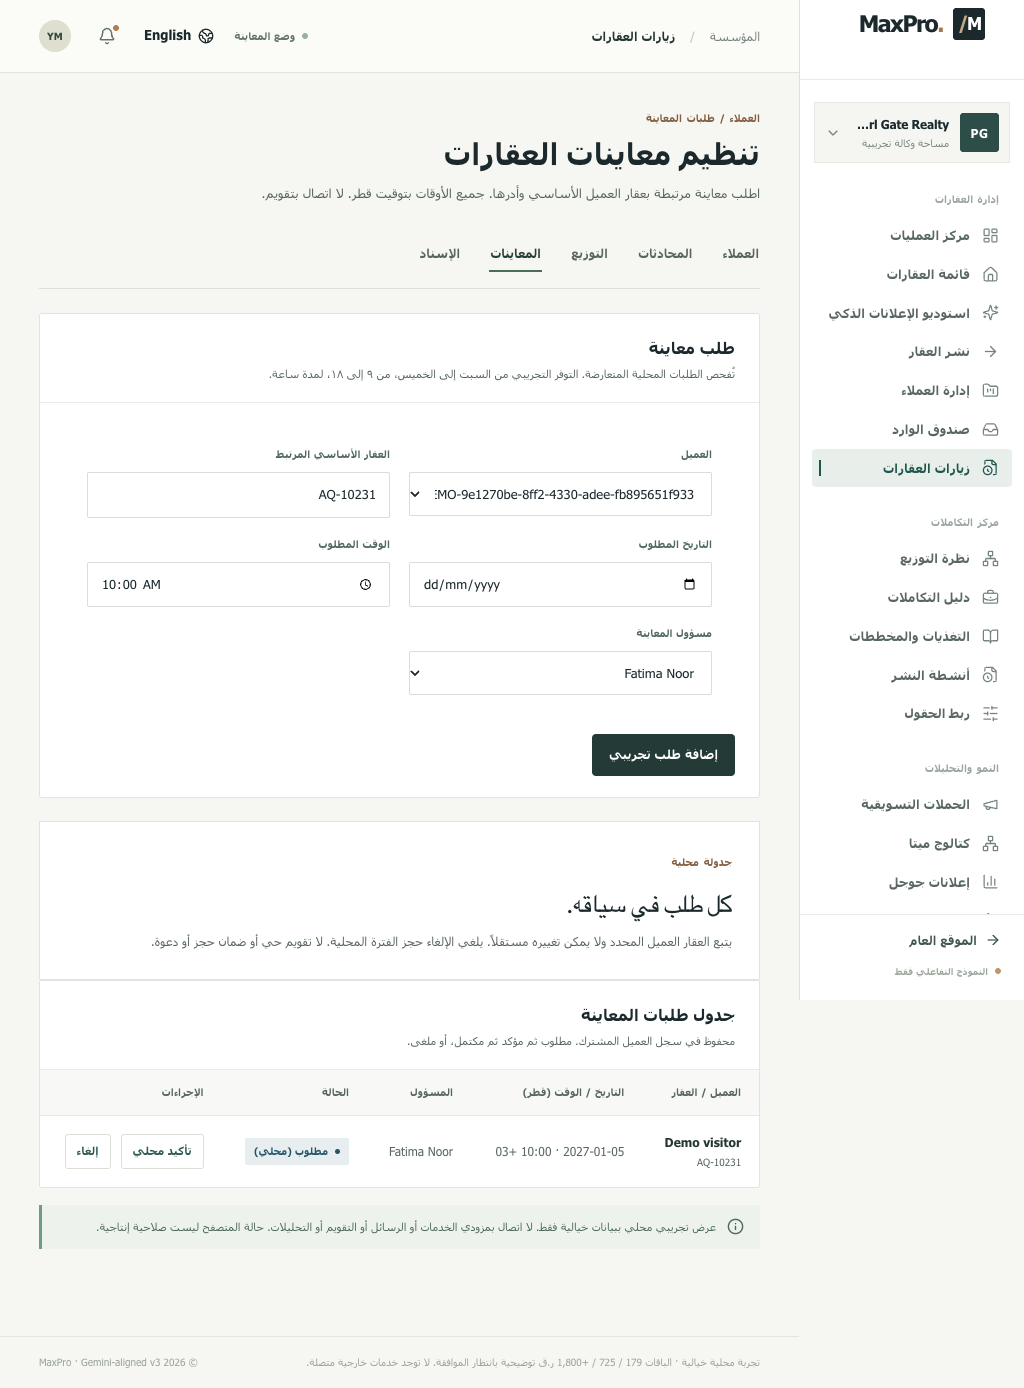 MaxPro. /M
المؤسسة / زيارات العقارات
وضع المعاينة
English
YM
PG
...rl Gate Realty
مساحة وكالة تجريبية
إدارة العقارات
مركز العمليات
قائمة العقارات
استوديو الإعلانات الذكي
نشر العقار
إدارة العملاء
صندوق الوارد
زيارات العقارات
مركز التكاملات
نظرة التوزيع
دليل التكاملات
التغذيات والمخططات
أنشطة النشر
ربط الحقول
النمو والتحليلات
الحملات التسويقية
كتالوج ميتا
إعلانات جوجل
الموقع العام
النموذج التفاعلي فقط
العملاء / طلبات المعاينة
تنظيم معاينات العقارات
اطلب معاينة مرتبطة بعقار العميل الأساسي وأدرها. جميع الأوقات بتوقيت قطر. لا اتصال بتقويم.
العملاء
المحادثات
التوزيع
المعاينات
الإسناد
طلب معاينة
تُفحص الطلبات المحلية المتعارضة. التوفر التجريبي من السبت إلى الخميس، من ٩ إلى ١٨، لمدة ساعة.
العميل
العقار الأساسي المرتبط
MO-9e1270be-8ff2-4330-adee-fb895651f933
AQ-10231
التاريخ المطلوب
الوقت المطلوب
dd/mm/yyyy
10:00 AM
مسؤول المعاينة
Fatima Noor
إضافة طلب تجريبي
جدولة محلية
كل طلب في سياقه.
يتبع العقار العميل المحدد ولا يمكن تغييره مستقلاً. يلغي الإلغاء حجز الفترة المحلية. لا تقويم حي أو ضمان حجز أو دعوة.
جدول طلبات المعاينة
محفوظ في سجل العميل المشترك. مطلوب ثم مؤكد ثم مكتمل، أو ملغى.
العميل / العقار
التاريخ / الوقت (قطر)
المسؤول
الحالة
الإجراءات
Demo visitor
AQ-10231
2027-01-05 · 10:00 +03
Fatima Noor
مطلوب (محلي)
تأكيد محلي
إلغاء
عرض تجريبي محلي ببيانات خيالية فقط. لا اتصال بمزودي الخدمات أو الرسائل أو التقويم أو التحليلات. حالة المتصفح ليست صلاحية إنتاجية.
تجربة محلية خيالية · الباقات 179 / 725 / +1,800 ر.ق توضيحية بانتظار الموافقة. لا توجد خدمات خارجية متصلة.
MaxPro · Gemini-aligned v3 2026 ©